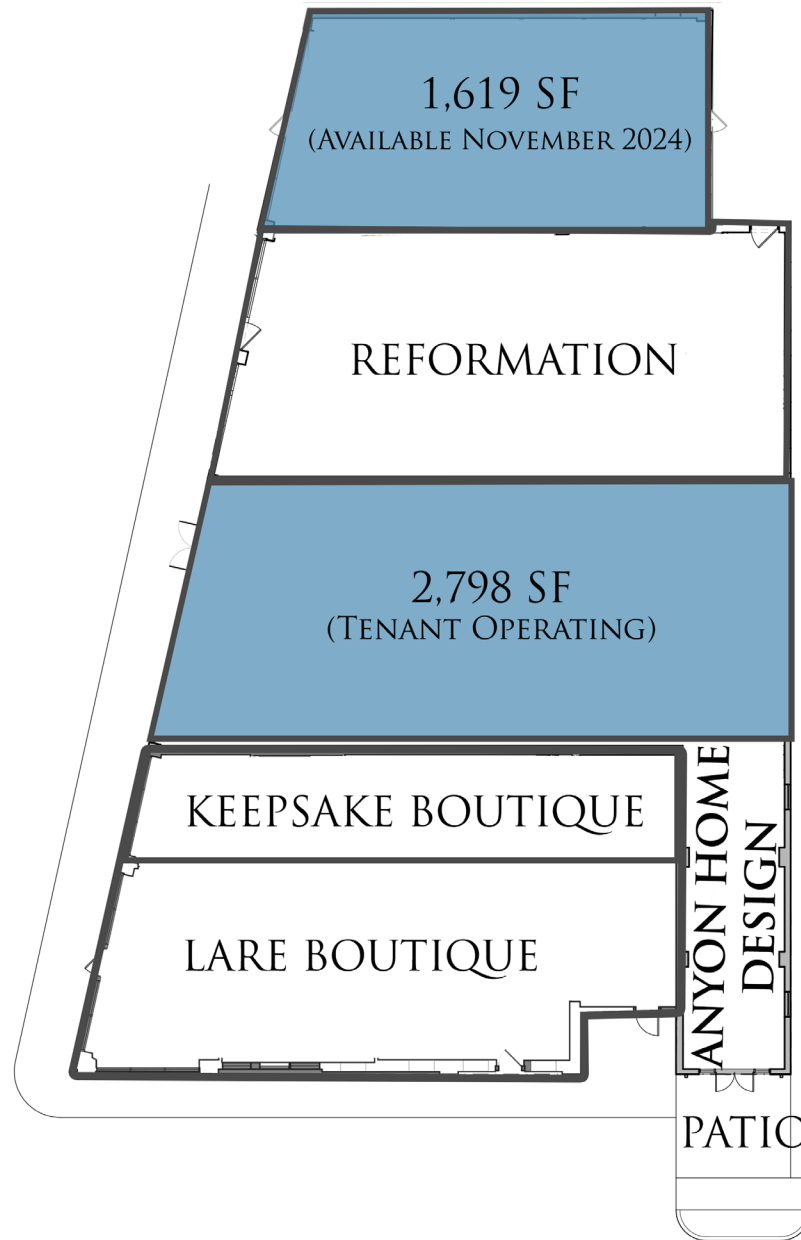 1,619 SF
(Available November 2024)
REFORMATION
2,798 SF
(Tenant Operating)
KEEPSAKE BOUTIQUE
LARE BOUTIQUE
ANYON HOME
DESIGN
PATIO